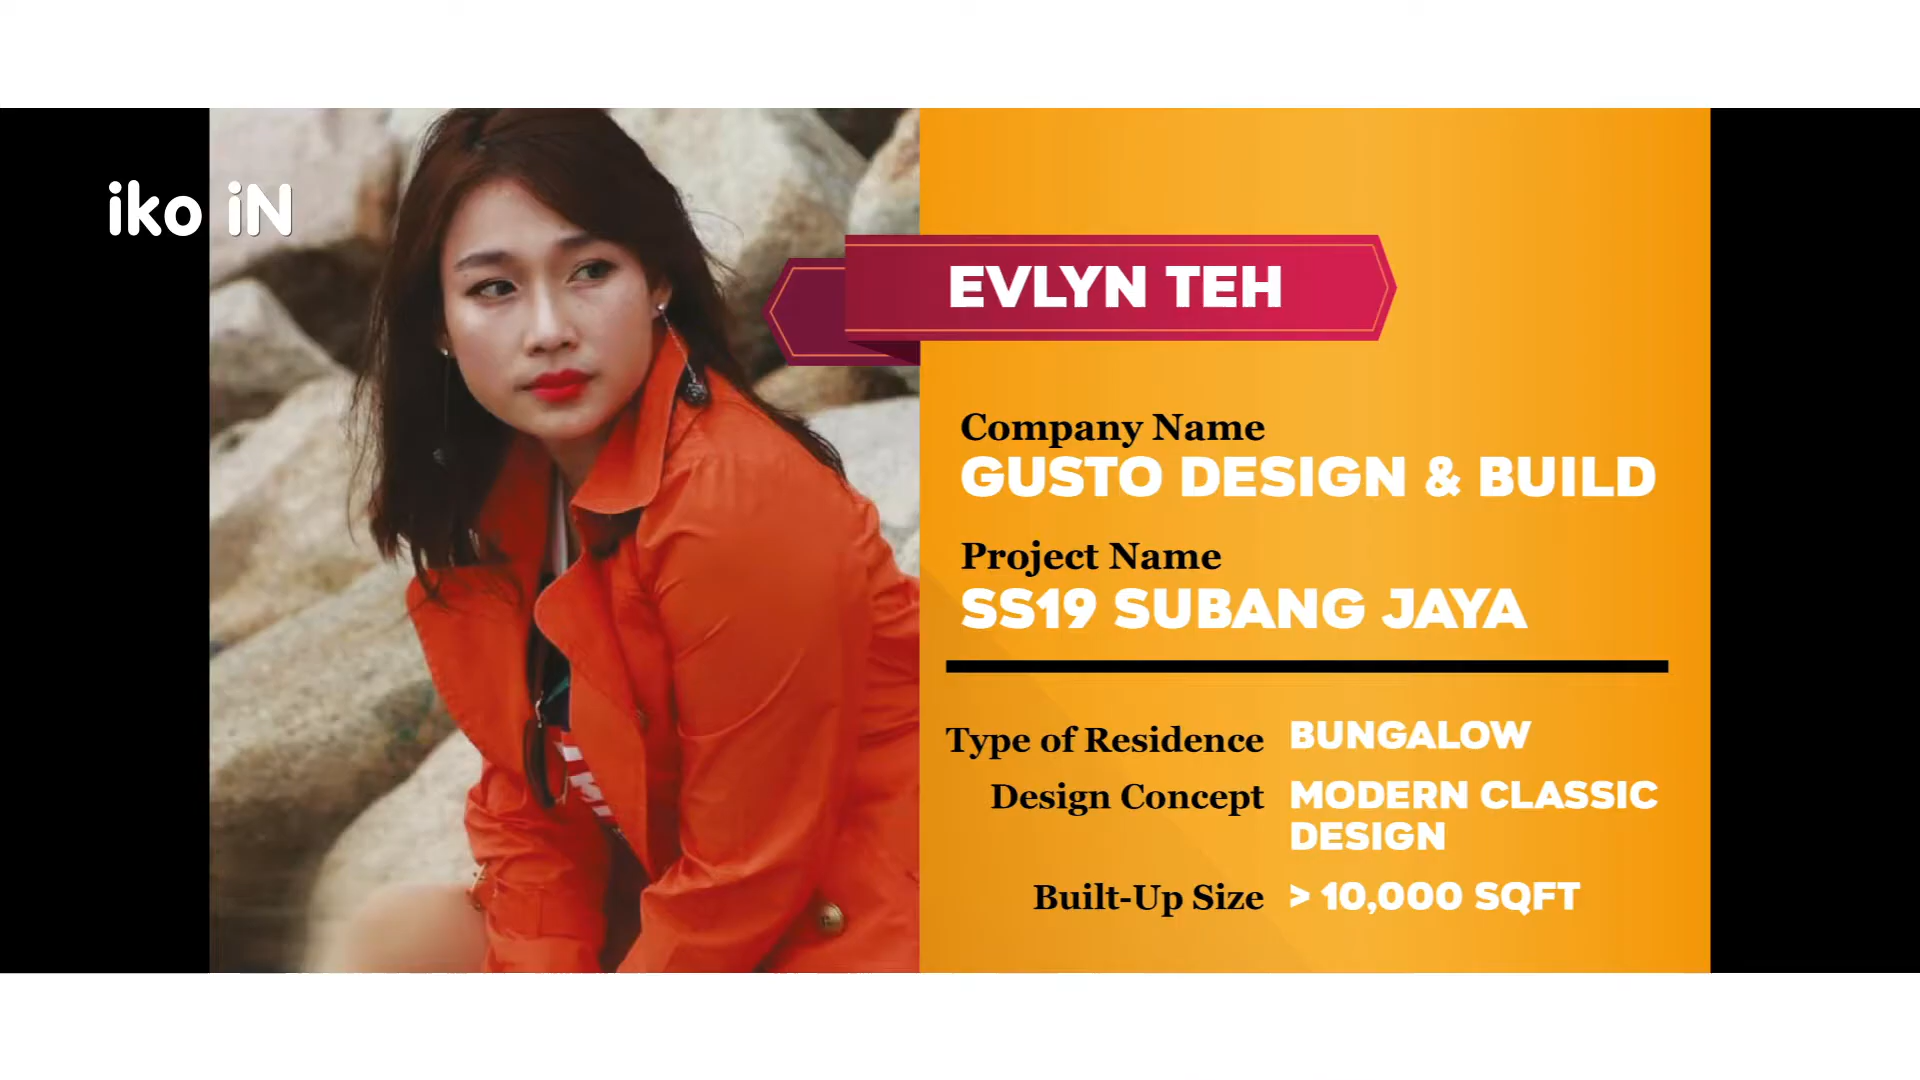 iko iN
EVLYN TEH
Company Name
GUSTO DESIGN & BUILD
Project Name
SS19 SUBANG JAYA
Type of Residence BUNGALOW
Design Concept MODERN CLASSIC
DESIGN
Built-Up Size > 10,000 SQFT